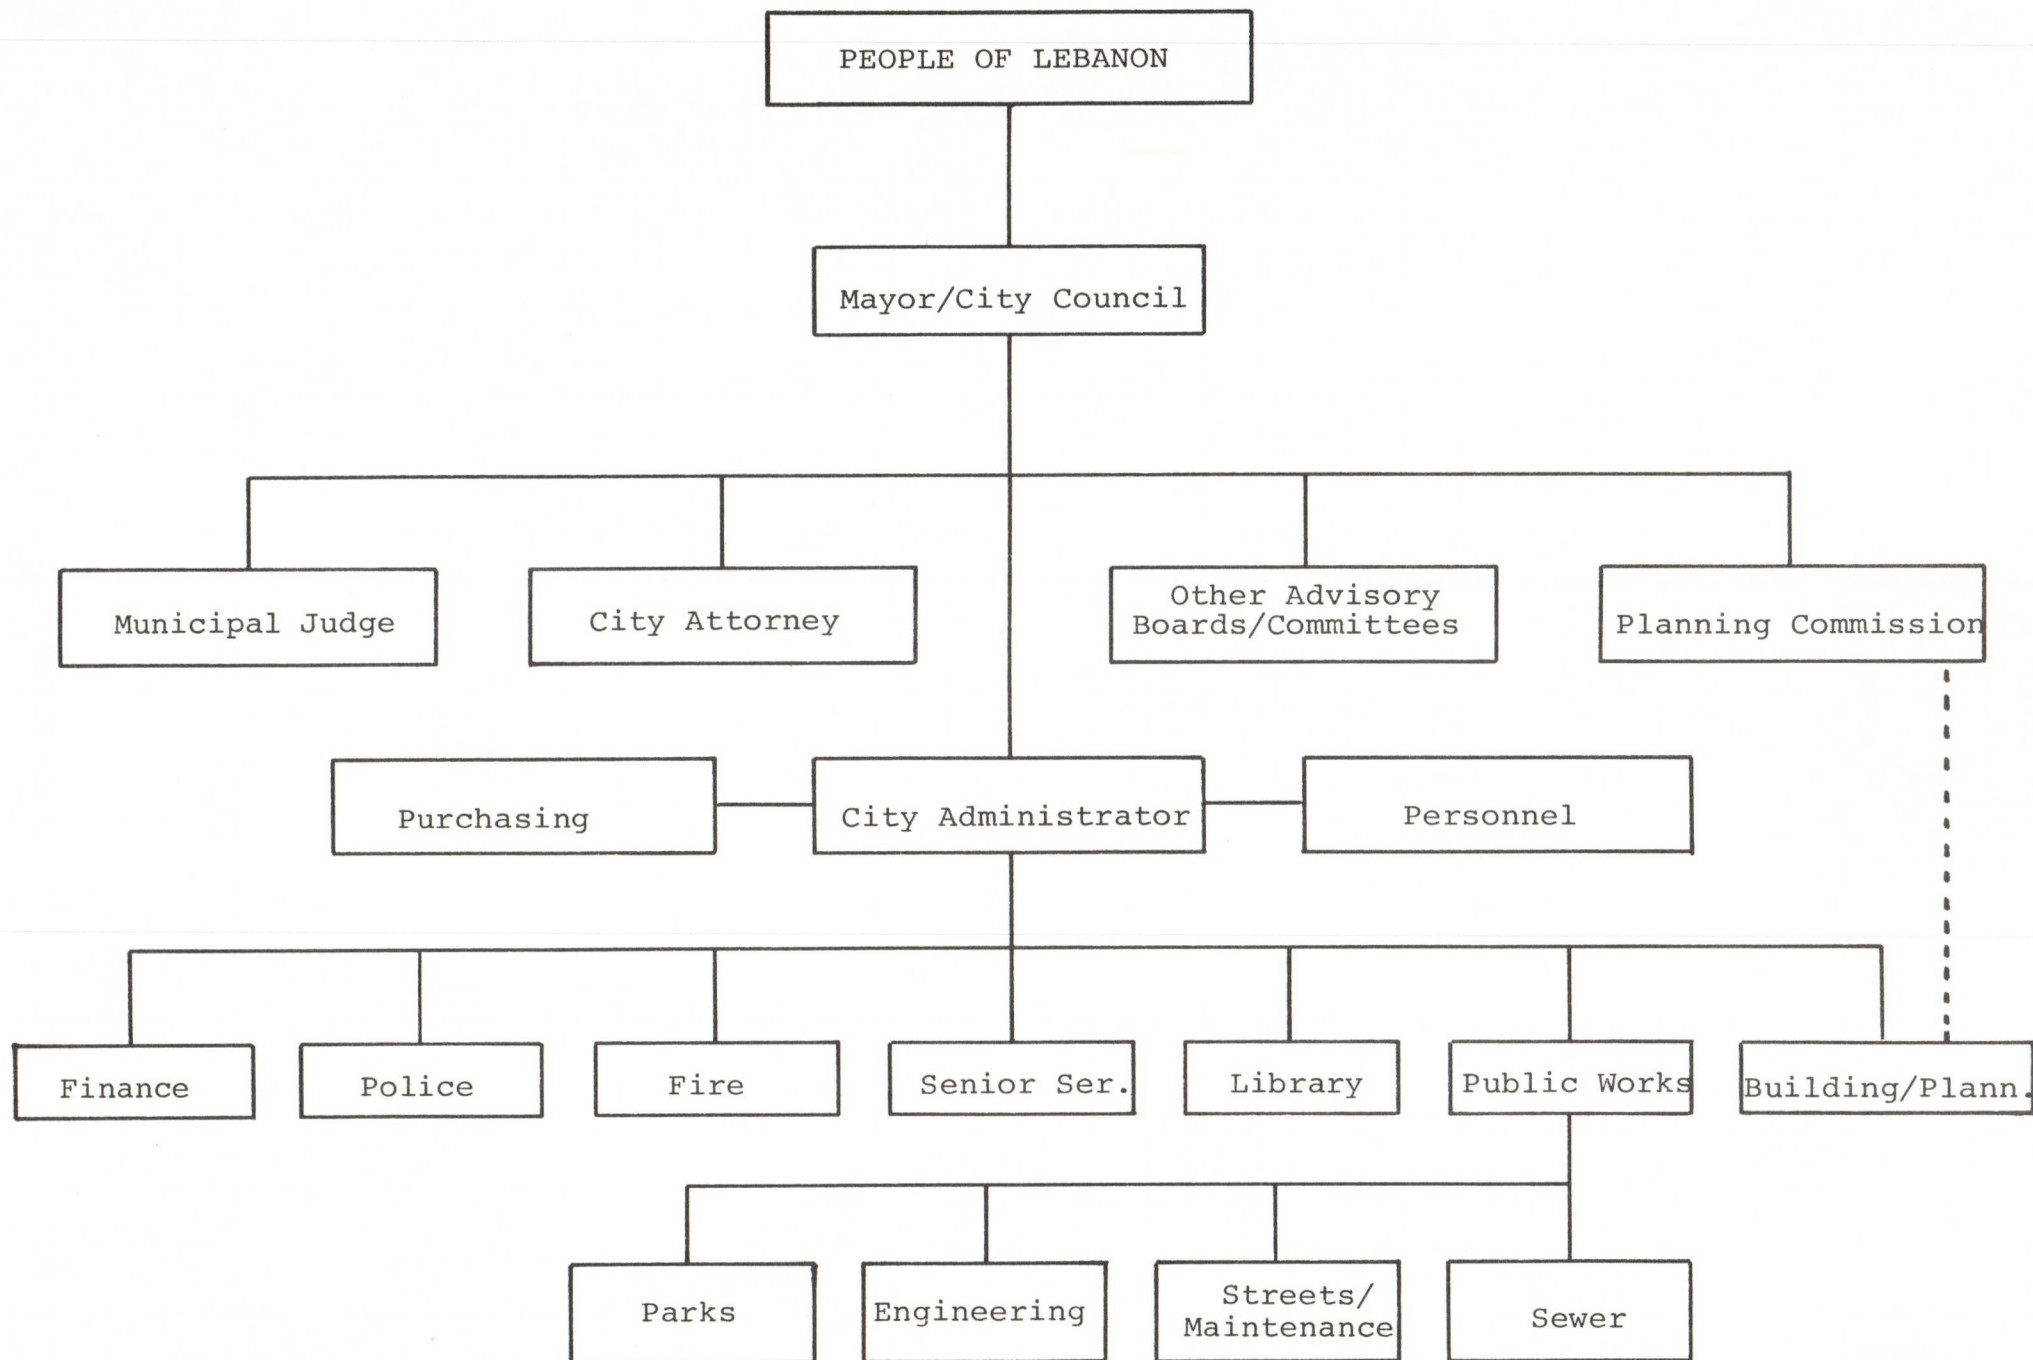 PEOPLE OF LEBANON
Mayor/City Council
Municipal Judge
City Attorney
Other Advisory
Boards/Committees
Planning Commission
Purchasing
City Administrator
Personnel
Finance
Police
Fire
Senior Ser.
Library
Public Works
Building/Plann.
Parks
Engineering
Streets/
Maintenance
Sewer